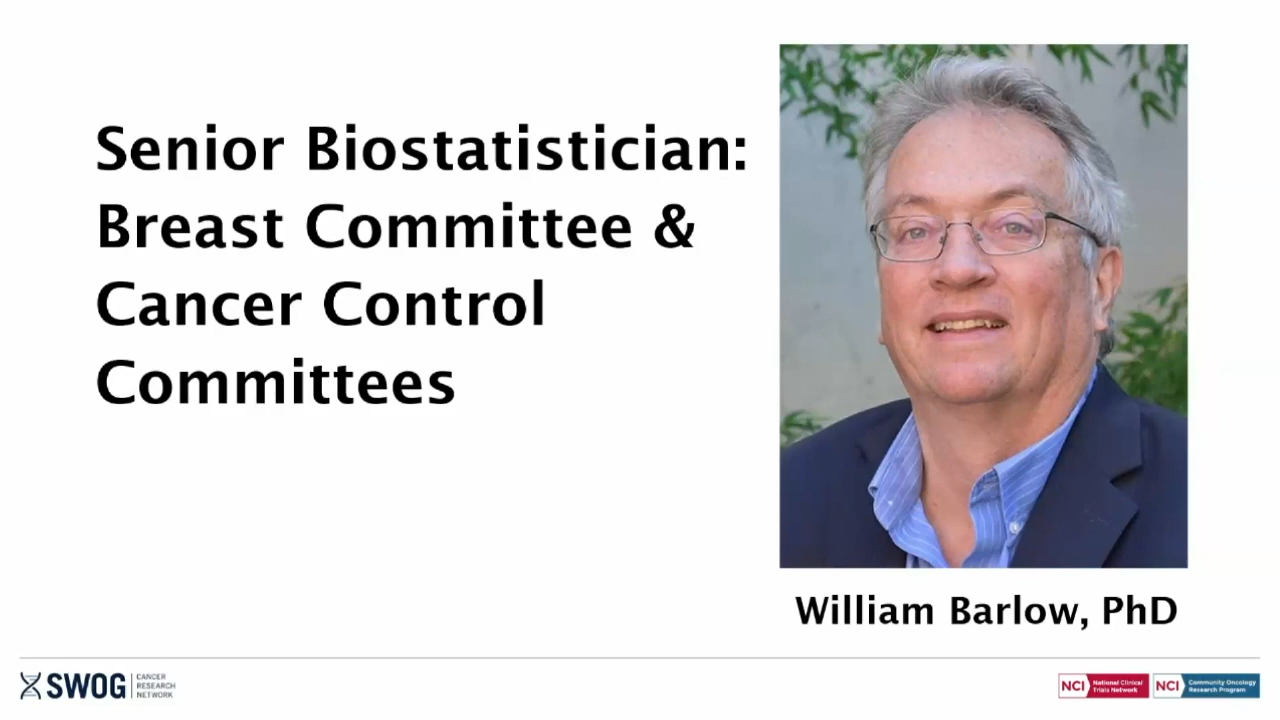 Senior Biostatistician:
Breast Committee &
Cancer Control
Committees
William Barlow, PhD
SWOG
CANCER
RESEARCH
NETWORK
NCI
National Clinical
Trials Network
NCI
Community Oncology
Research Program